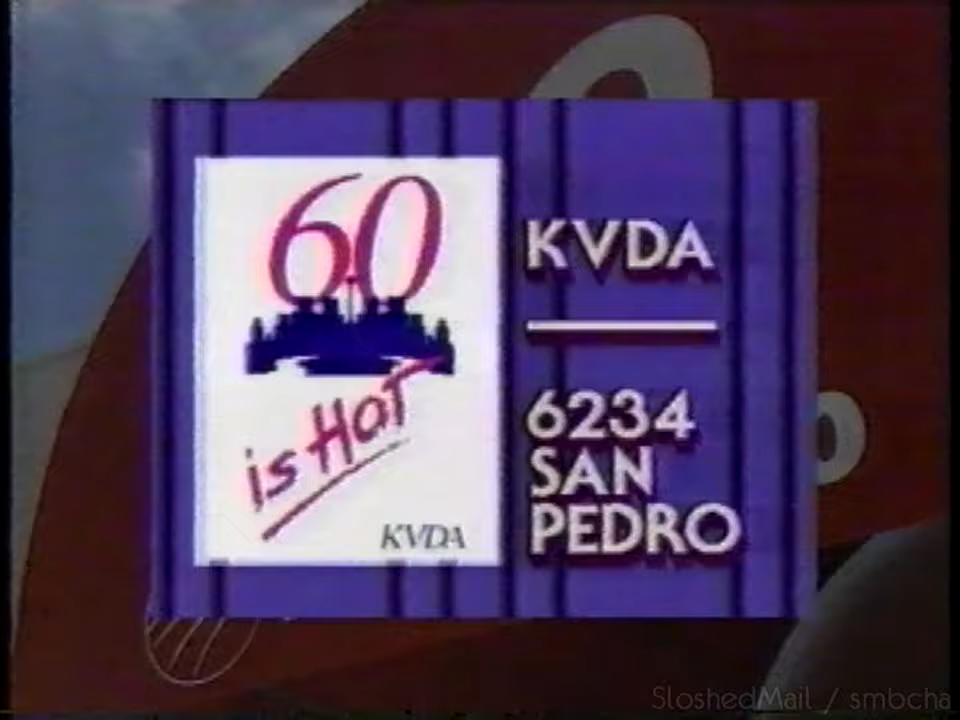 60
is Hot
KVDA
KVDA
6234
SAN
PEDRO
SloshedMail / smbcha